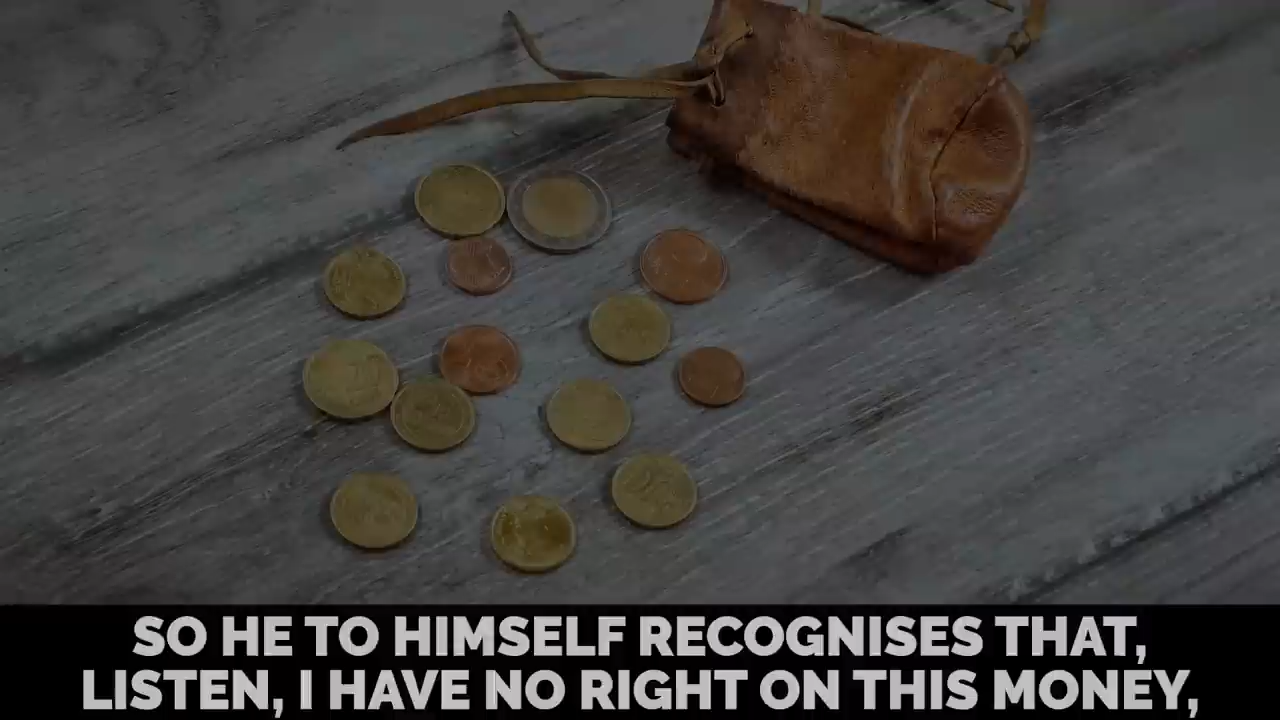 SO HE TO HIMSELF RECOGNISES THAT,
LISTEN, I HAVE NO RIGHT ON THIS MONEY,